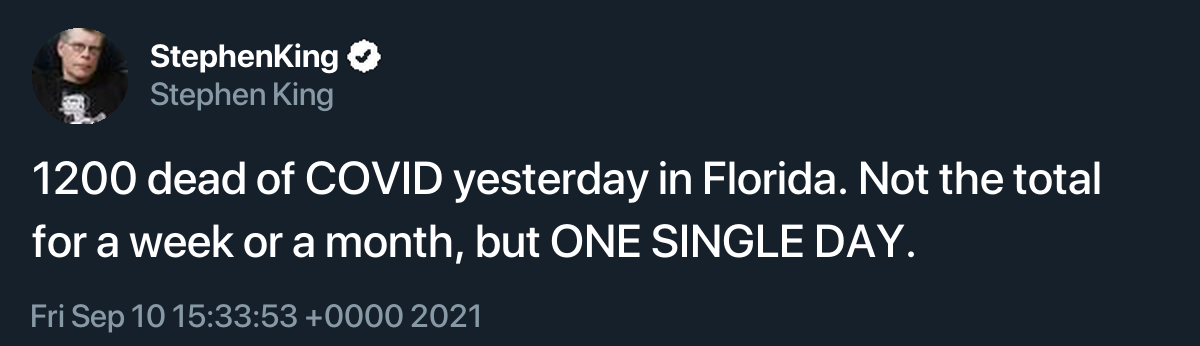 StephenKing
Stephen King
1200 dead of COVID yesterday in Florida. Not the total
for a week or a month, but ONE SINGLE DAY.
Fri Sep 10 15:33:53 +0000 2021